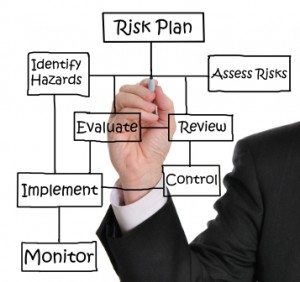 Risk Plan
Identify
Hazards
Assess Risks
Evaluate
Review
Implement
Control
Monitor